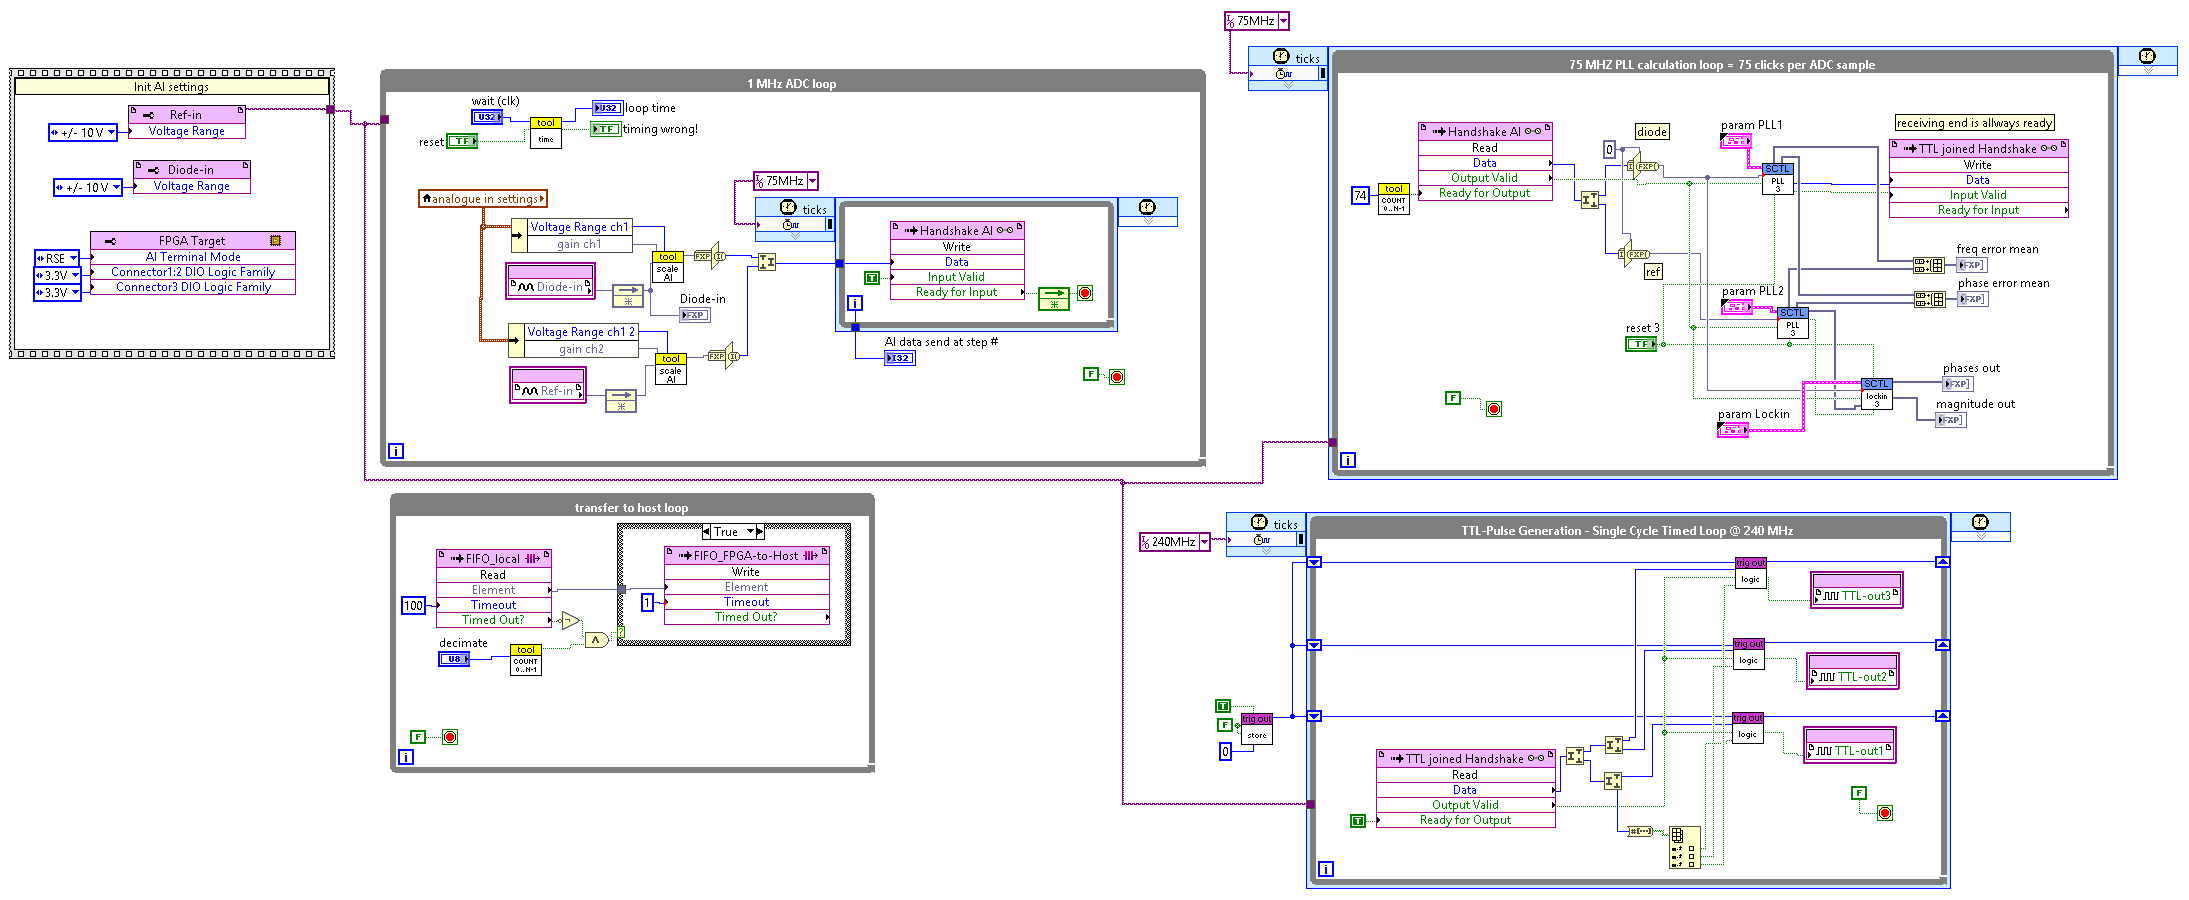 Init AI settings
Ref-in
+/- 10 V
Voltage Range
Diode-in
+/- 10 V
Voltage Range
FPGA Target
RSE
AI Terminal Mode
3.3V
Connector1:2 DIO Logic Family
3.3V
Connector3 DIO Logic Family
1 MHz ADC loop
wait (clk)
U32
U32
loop time
tool
time
TF
timing wrong!
reset
TF
analogue in settings
Voltage Range ch1
gain ch1
tool
scale
AI
FXP
Diode-in
Diode-in
FXP
Voltage Range ch1 2
gain ch2
tool
scale
AI
FXP
Ref-in
75MHz
ticks
Handshake AI
Write
Data
T
Input Valid
Ready for Input
i
AI data send at step #
I32
F
i
75MHz
ticks
75 MHZ PLL calculation loop = 75 clicks per ADC sample
Handshake AI
Read
Data
Output Valid
Ready for Output
74
tool
COUNT
0...N-1
0
diode
FXP
FXP
ref
param PLL1
SCTL
PLL
3
receiving end is allways ready
TTL joined Handshake
Write
Data
Input Valid
Ready for Input
freq error mean
FXP
phase error mean
FXP
param PLL2
SCTL
PLL
3
reset 3
TF
SCTL
lockin
3
phases out
FXP
magnitude out
FXP
param Lockin
F
i
transfer to host loop
FIFO_local
Read
Element
100
Timeout
Timed Out?
decimate
U8
tool
COUNT
0...N-1
True
FIFO_FPGA-to-Host
Write
Element
1
Timeout
Timed Out?
?
F
i
240MHz
ticks
TTL-Pulse Generation - Single Cycle Timed Loop @ 240 MHz
trig out
logic
TTL-out3
trig out
logic
TTL-out2
trig out
logic
TTL-out1
T
F
0
trig out
store
TTL joined Handshake
Read
Data
Output Valid
T
Ready for Output
F
i